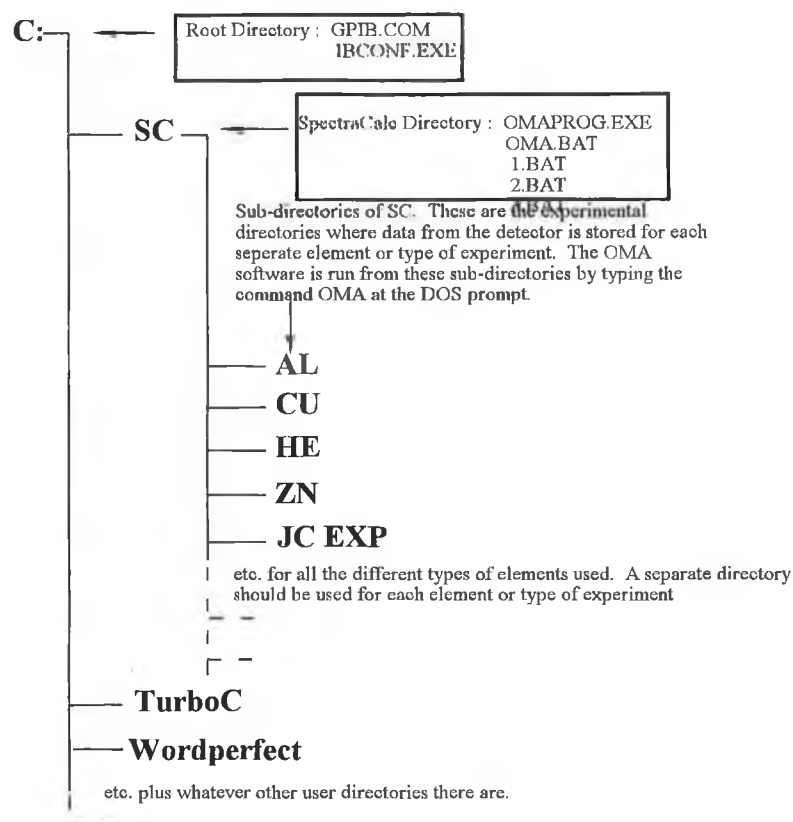 C:
Root Directory : GPIB.COM
IBCONF.EXE
SC
SpectraCalc Directory : OMAPROG.EXE
OMA.BAT
1.BAT
2.BAT
Sub-directories of SC. These are the experimental
directories where data from the detector is stored for each
seperate element or type of experiment. The OMA
software is run from these sub-directories by typing the
command OMA at the DOS prompt.
AL
CU
HE
ZN
JC EXP
etc. for all the different types of elements used. A separate directory
should be used for each element or type of experiment
TurboC
Wordperfect
etc. plus whatever other user directories there are.